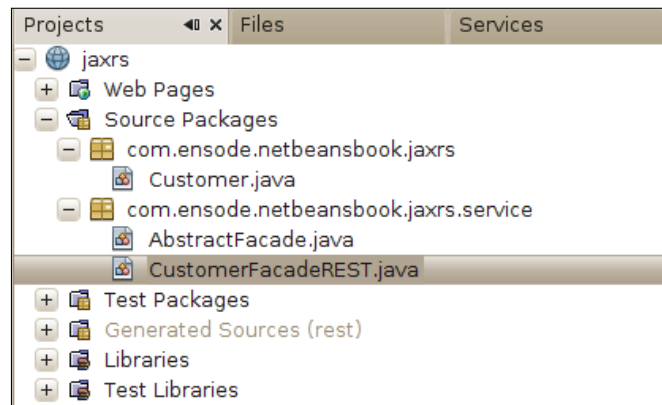 Projects Files Services
jaxrs
Web Pages
Source Packages
com.ensode.netbeansbook.jaxrs
Customer.java
com.ensode.netbeansbook.jaxrs.service
AbstractFacade.java
CustomerFacadeREST.java
Test Packages
Generated Sources (rest)
Libraries
Test Libraries